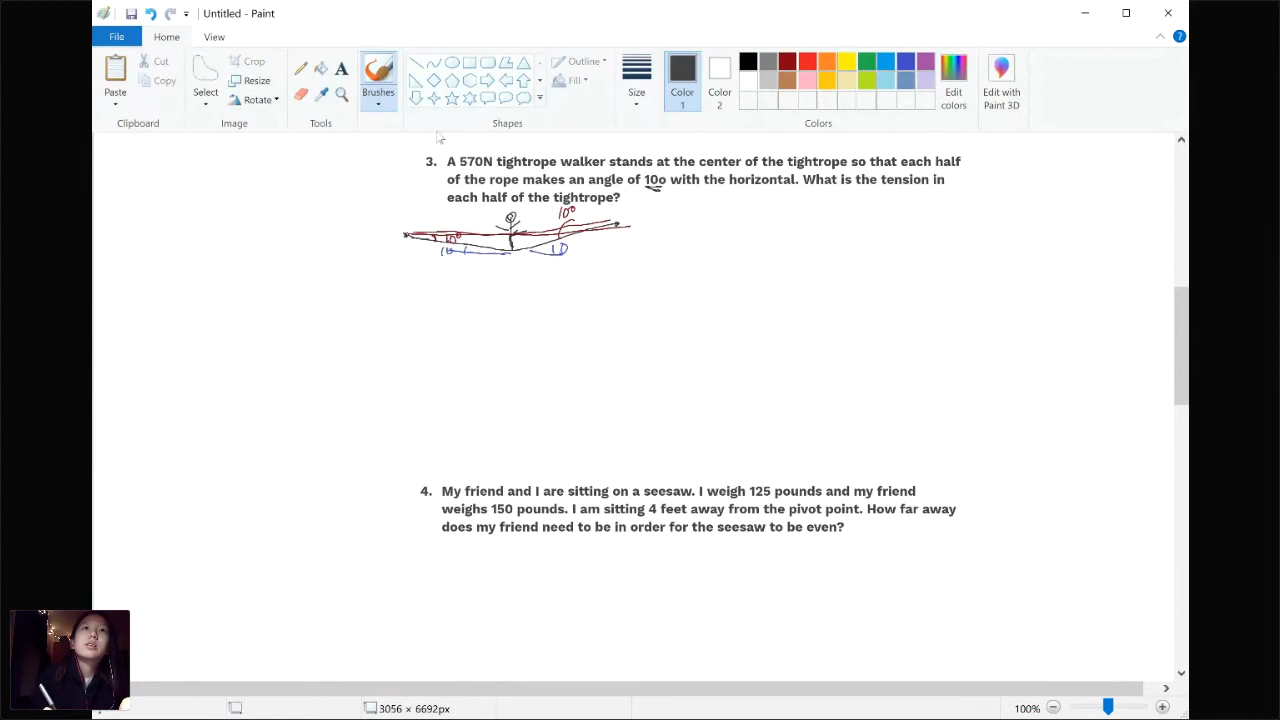 Untitled - Paint
File
Home
View
Paste
Cut
Copy
Clipboard
Select
Crop
Resize
Rotate
Image
Tools
Brushes
Shapes
Outline
Fill
Size
Color
1
Color
2
Colors
Edit
colors
Edit with
Paint 3D
3. A 570N tightrope walker stands at the center of the tightrope so that each half
of the rope makes an angle of 10o with the horizontal. What is the tension in
each half of the tightrope?
10°
10°
10
10
4. My friend and I are sitting on a seesaw. I weigh 125 pounds and my friend
weighs 150 pounds. I am sitting 4 feet away from the pivot point. How far away
does my friend need to be in order for the seesaw to be even?
3056 × 6692px
100%